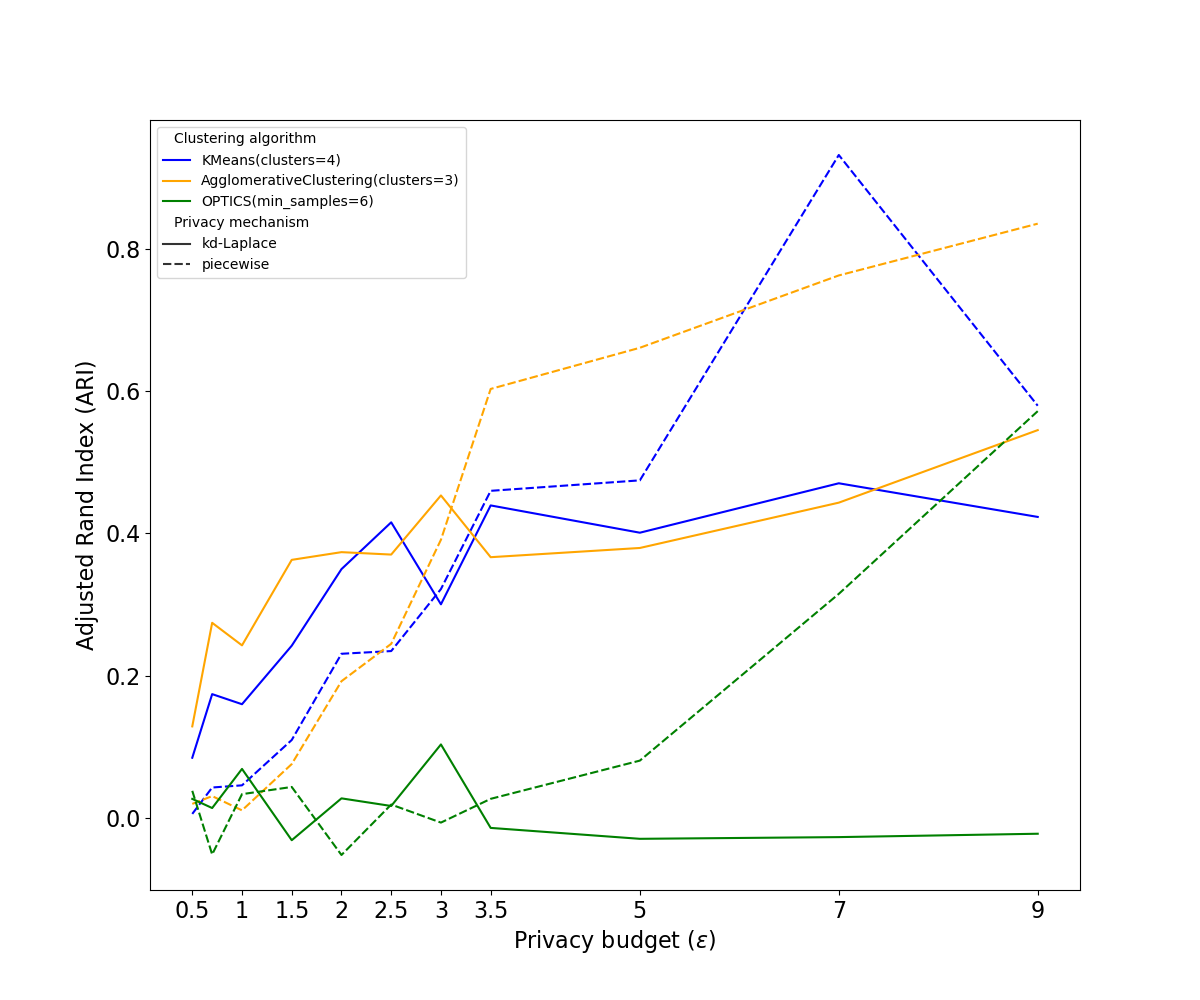 Clustering algorithm
KMeans(clusters=4)
AgglomerativeClustering(clusters=3)
OPTICS(min_samples=6)
Privacy mechanism
kd-Laplace
piecewise
Adjusted Rand Index (ARI)
0.8
0.6
0.4
0.2
0.0
0.5 1 1.5 2 2.5 3 3.5 5 7 9
Privacy budget (ε)